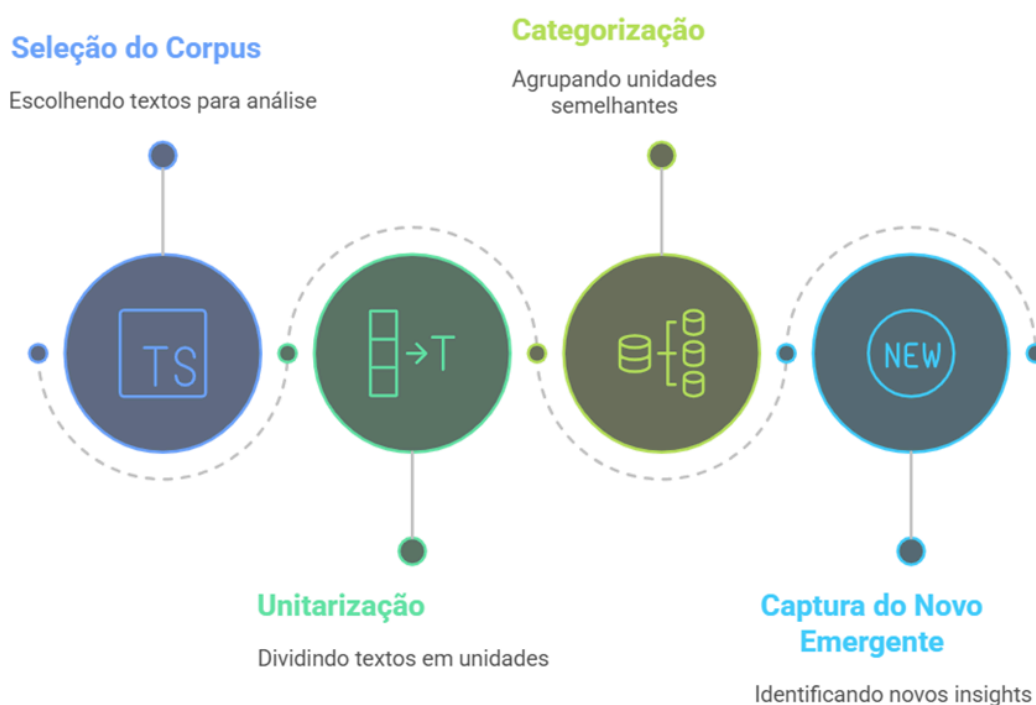 Seleção do Corpus
Escolhendo textos para análise
Categorização
Agrupando unidades
semelhantes
TS
T
NEW
Unitarização
Dividindo textos em unidades
Captura do Novo
Emergente
Identificando novos insights